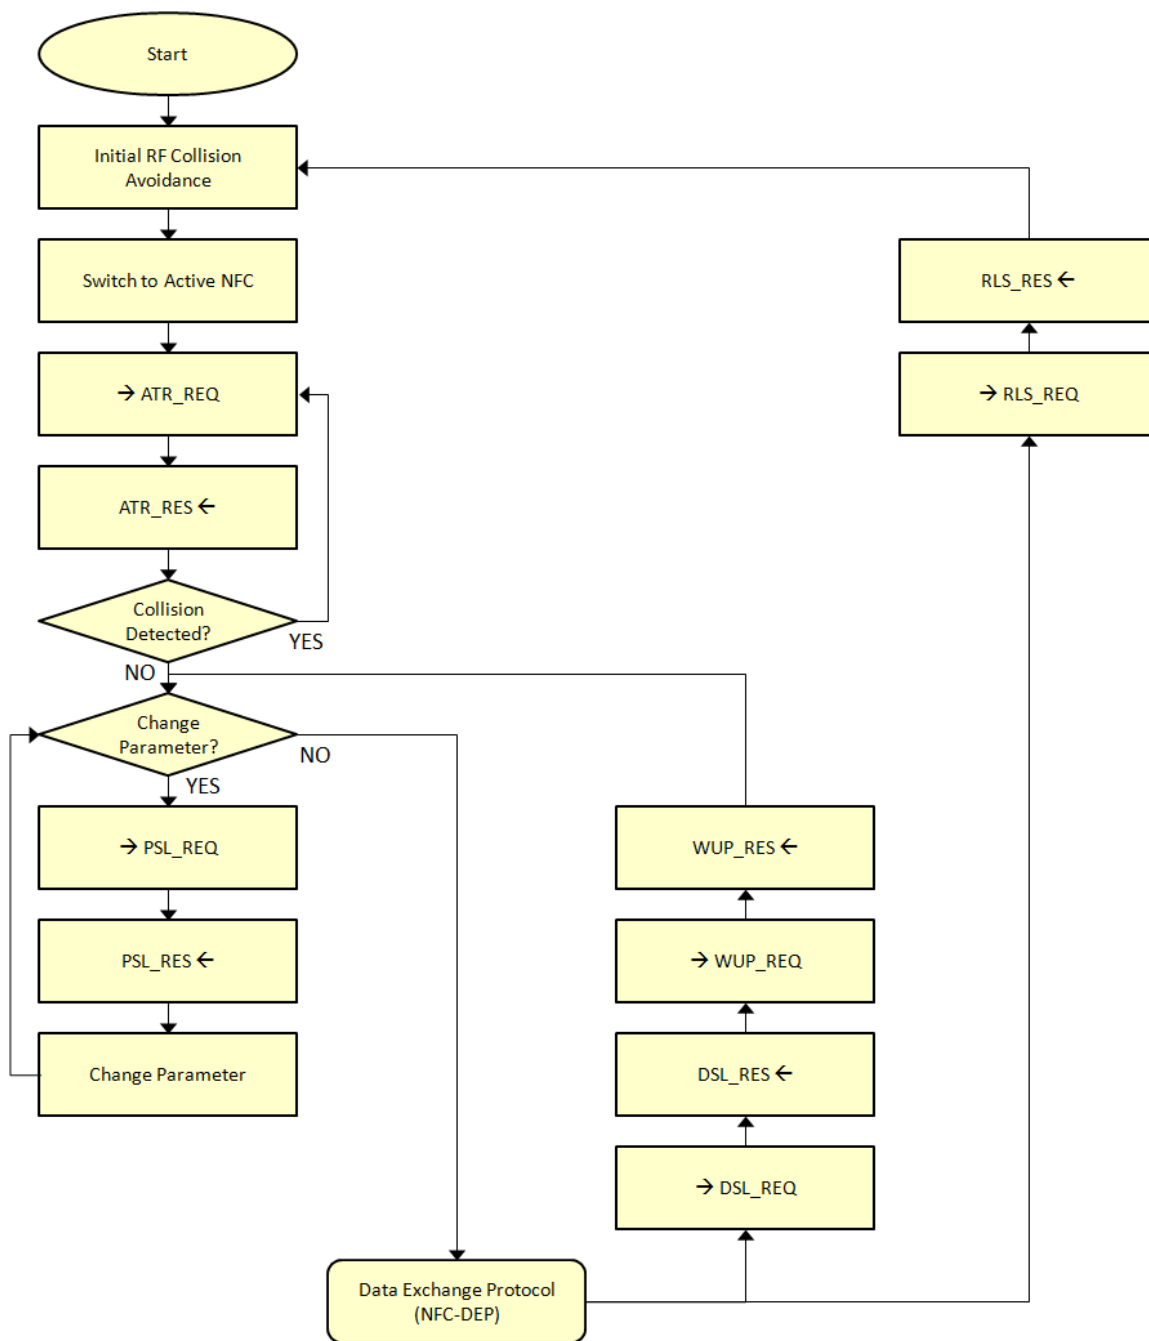 Start
Initial RF Collision
Avoidance
Switch to Active NFC
→ ATR_REQ
ATR_RES ←
Collision
Detected?
YES
NO
Change
Parameter?
NO
YES
→ PSL_REQ
PSL_RES ←
Change Parameter
Data Exchange Protocol
(NFC-DEP)
→ DSL_REQ
DSL_RES ←
→ WUP_REQ
WUP_RES ←
→ RLS_REQ
RLS_RES ←